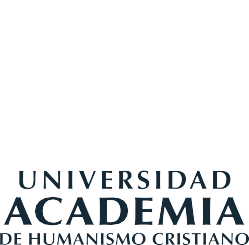 UNIVERSIDAD
ACADEMIA
DE HUMANISMO CRISTIANO